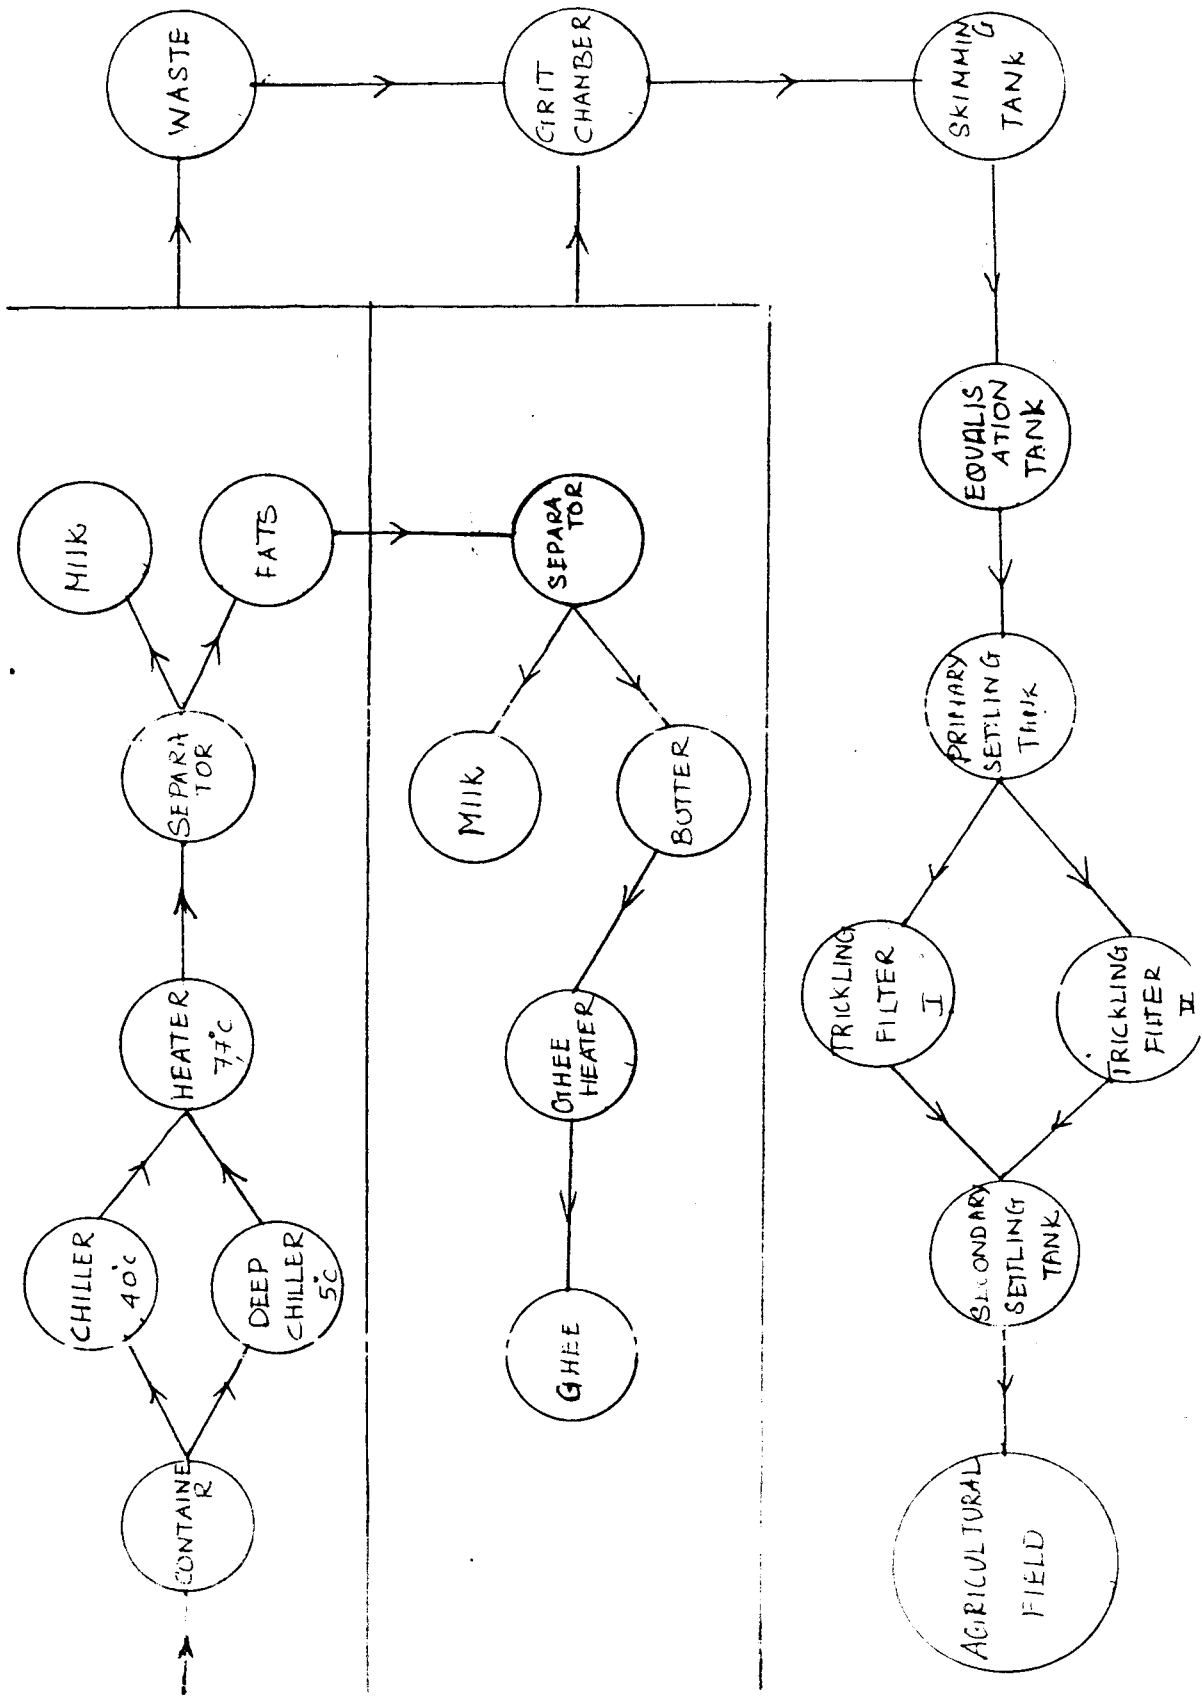 CONTAINE
R
CHILLER
40°C
DEEP
CHILLER
5°C
HEATER
77°C
SEPARA
TOR
MIlK
FATS
WASTE
SEPARA
TOR
MIlK
BUTTER
GHEE
HEATER
GHEE
GRIT
CHAMBER
SKIMMIN
G
TANK
EQUALIS
ATION
TANK
PRIMARY
SETTLING
TANK
TRICKLING
FILTER
I
TRICKLING
FIlTER
II
SECONDARY
SETTLING
TANK
AGRICULTURAL
FIELD